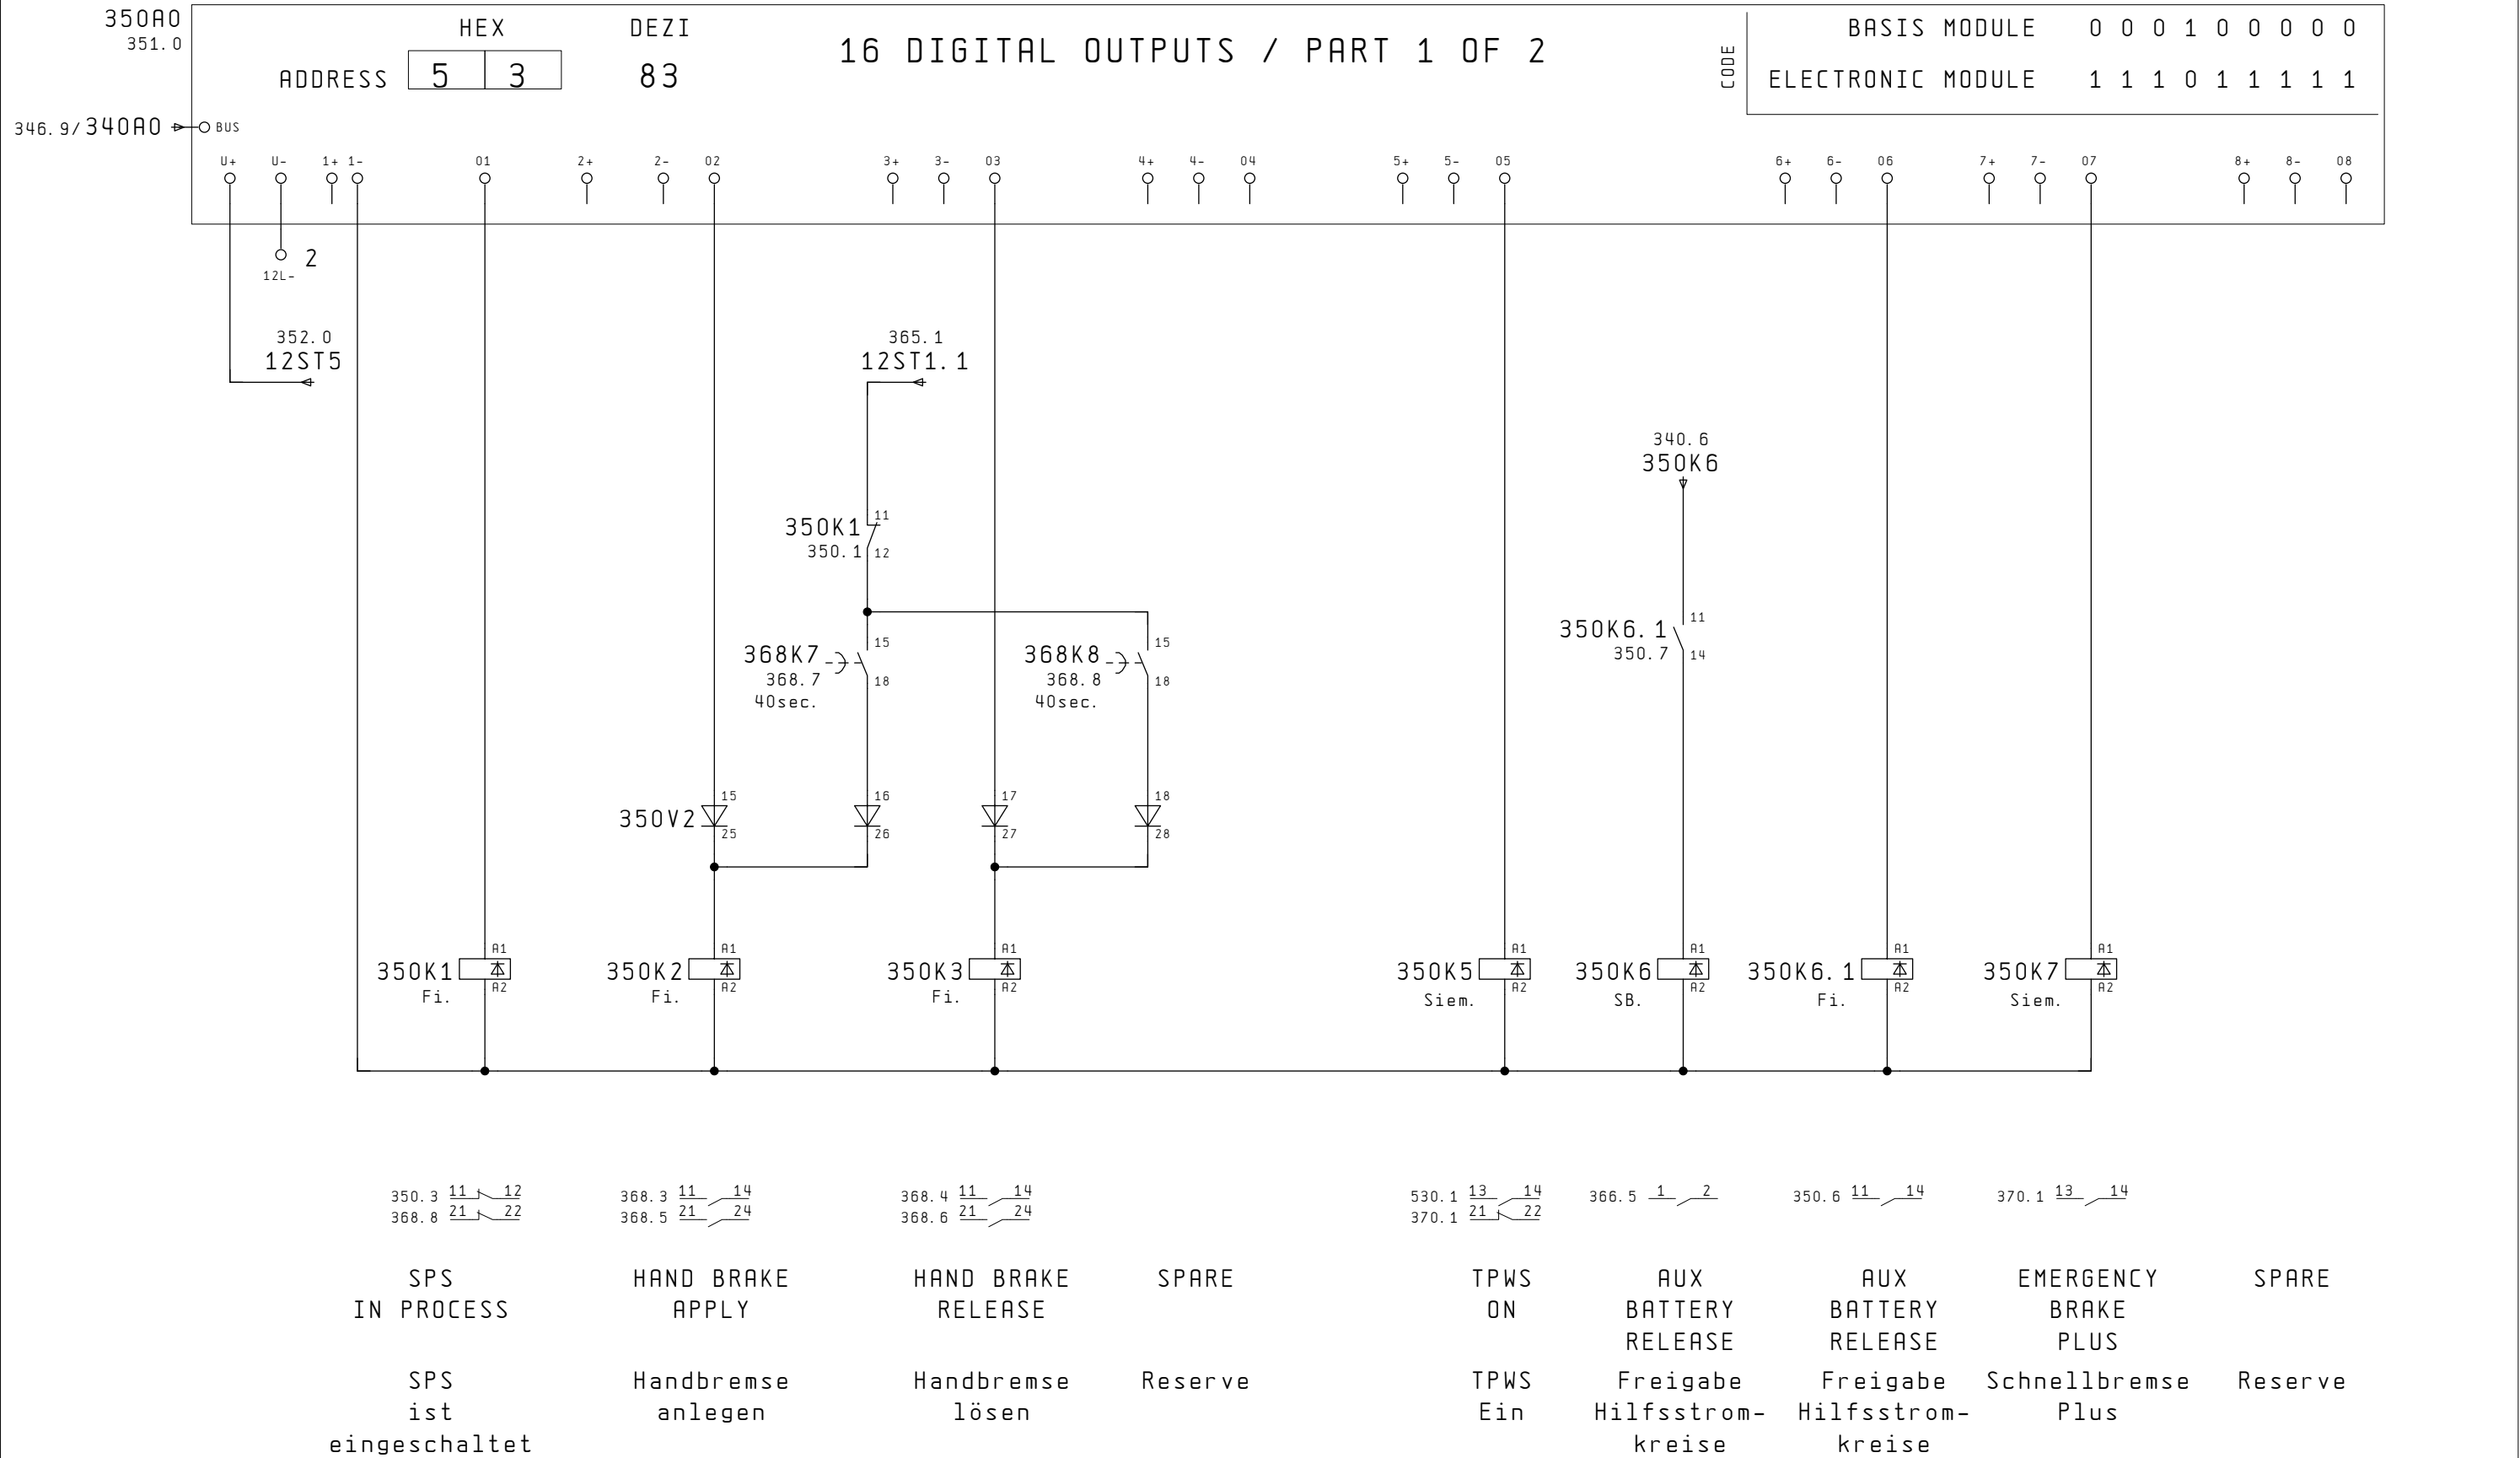 350A0
351.0
HEX DEZI
16 DIGITAL OUTPUTS / PART 1 OF 2
ADDRESS 5 3 83
CODE
BASIS MODULE 0 0 0 1 0 0 0 0 0
ELECTRONIC MODULE 1 1 1 0 1 1 1 1 1
346.9/340A0 BUS
U+ U- 1+ 1- 01 2+ 2- 02 3+ 3- 03 4+ 4- 04 5+ 5- 05 6+ 6- 06 7+ 7- 07 8+ 8- 08
2
12L-
352.0
12ST5
365.1
12ST1.1
340.6
350K6
350K1 11
350.1 12
368K7 15
368.7 18
40sec.
368K8 15
368.8 18
40sec.
350K6.1 11
350.7 14
350V2 15 16 17 18
25 26 27 28
350K1 A1
Fi. A2
350K2 A1
Fi. A2
350K3 A1
Fi. A2
350K5 A1
Siem. A2
350K6 A1
SB. A2
350K6.1 A1
Fi. A2
350K7 A1
Siem. A2
350.3 11 12
368.8 21 22
368.3 11 14
368.5 21 24
368.4 11 14
368.6 21 24
530.1 13 14
370.1 21 22
366.5 1 2
350.6 11 14
370.1 13 14
SPS
IN PROCESS
HAND BRAKE
APPLY
HAND BRAKE
RELEASE
SPARE
TPWS
ON
AUX
BATTERY
RELEASE
AUX
BATTERY
RELEASE
EMERGENCY
BRAKE
PLUS
SPARE
SPS
ist
eingeschaltet
Handbremse
anlegen
Handbremse
lösen
Reserve
TPWS
Ein
Freigabe
Hilfsstrom-
kreise
Freigabe
Hilfsstrom-
kreise
Schnellbremse
Plus
Reserve